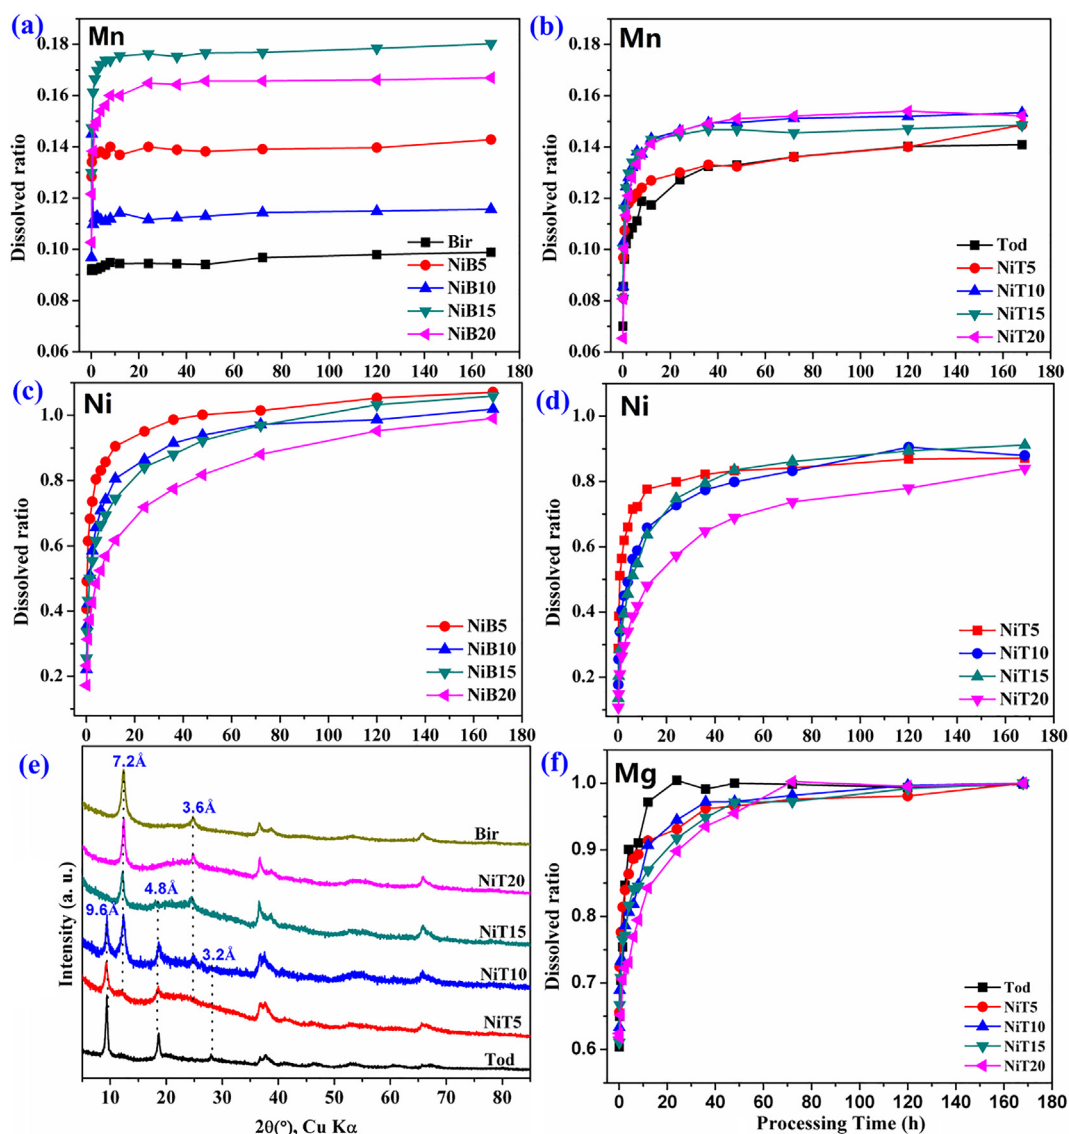 (a)
Mn
Dissolved ratio
0.18
0.16
0.14
0.12
0.10
0.08
0.06
Bir
NiB5
NiB10
NiB15
NiB20
0 20 40 60 80 100 120 140 160 180
(b)
Mn
Dissolved ratio
0.18
0.16
0.14
0.12
0.10
0.08
0.06
Tod
NiT5
NiT10
NiT15
NiT20
0 20 40 60 80 100 120 140 160 180
(c)
Ni
Dissolved ratio
1.0
0.8
0.6
0.4
0.2
NiB5
NiB10
NiB15
NiB20
0 20 40 60 80 100 120 140 160 180
(d)
Ni
Dissolved ratio
1.0
0.8
0.6
0.4
0.2
NiT5
NiT10
NiT15
NiT20
0 20 40 60 80 100 120 140 160 180
(e)
Intensity (a. u.)
7.2Å
3.6Å
Bir
NiT20
4.8Å
NiT15
9.6Å
3.2Å
NiT10
NiT5
Tod
10 20 30 40 50 60 70 80
2θ(°), Cu Kα
(f)
Mg
Dissolved ratio
1.0
0.9
0.8
0.7
0.6
Tod
NiT5
NiT10
NiT15
NiT20
0 20 40 60 80 100 120 140 160 180
Processing Time (h)